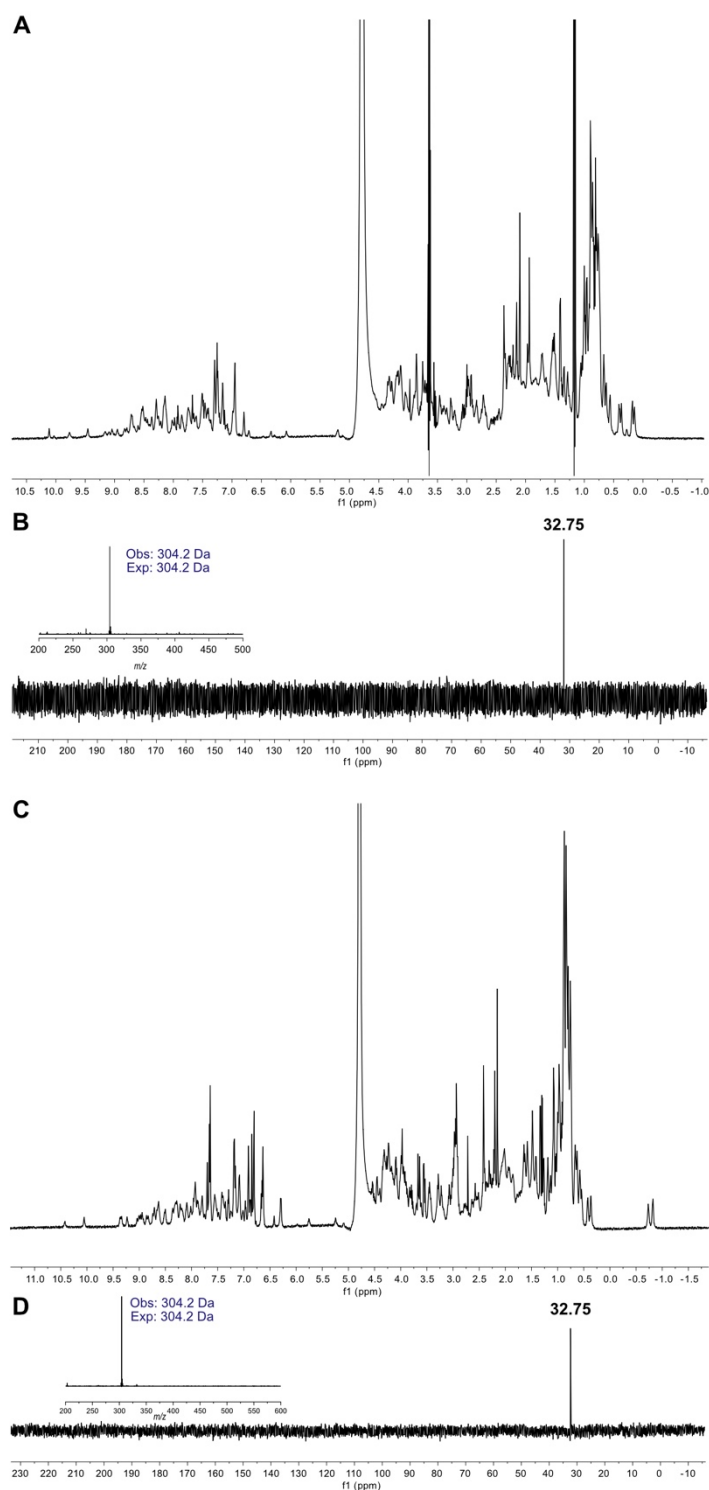 A
10.5 10.0 9.5 9.0 8.5 8.0 7.5 7.0 6.5 6.0 5.5 5.0 4.5 4.0 3.5 3.0 2.5 2.0 1.5 1.0 0.5 0.0 -1.0
f1 (ppm)
B
32.75
Obs: 304.2 Da
Exp: 304.2 Da
200 250 300 350 400 450 500
m/z
210 200 190 180 170 160 150 140 130 120 110 100 90 80 70 60 50 40 30 20 10 0 -10
f1 (ppm)
C
11.0 10.5 10.0 9.5 9.0 8.5 8.0 7.5 7.0 6.5 6.0 5.5 5.0 4.5 4.0 3.5 3.0 2.5 2.0 1.5 1.0 0.5 0.0 -0.5 -1.0 -1.5
f1 (ppm)
D
Obs: 304.2 Da
Exp: 304.2 Da
32.75
200 250 300 350 400 450 500 550 600
m/z
230 220 210 200 190 180 170 160 150 140 130 120 110 100 90 80 70 60 50 40 30 20 10 0 -10
f1 (ppm)